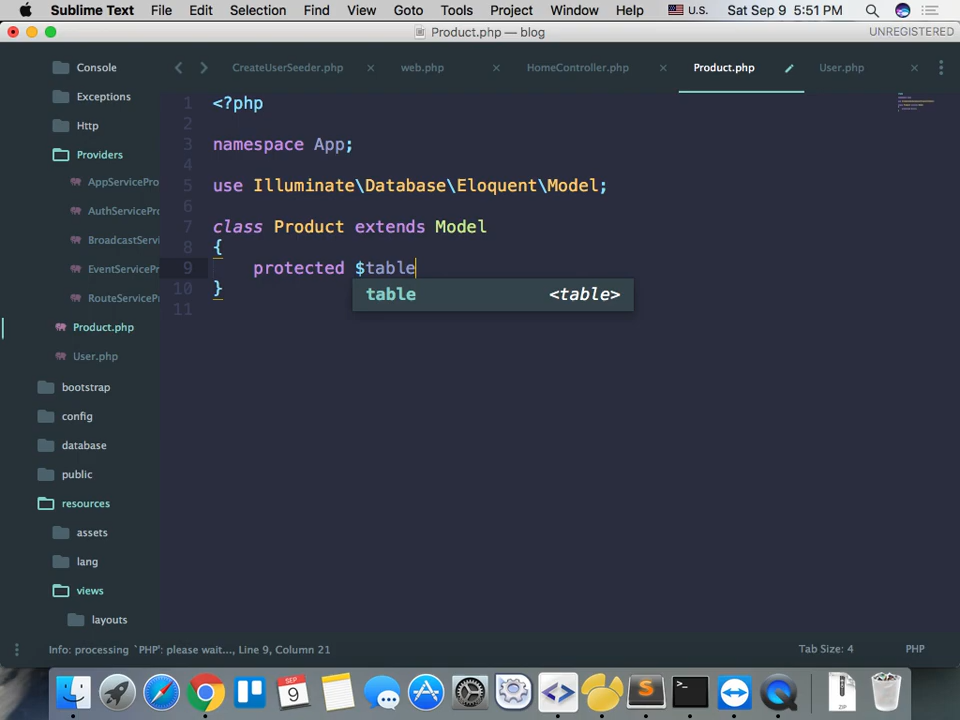 Sublime Text File Edit Selection Find View Goto Tools Project Window Help U.S. Sat Sep 9 5:51 PM
Product.php — blog UNREGISTERED
CreateUserSeeder.php × web.php × HomeController.php × Product.php User.php ×
Console
Exceptions
Http
Providers
AppServicePro
AuthServicePro
BroadcastServi
EventServicePr
RouteServicePr
Product.php
User.php
bootstrap
config
database
public
resources
assets
lang
views
layouts
1 <?php
2
3 namespace App;
4
5 use Illuminate\Database\Eloquent\Model;
6
7 class Product extends Model
8 {
9 protected $table
table <table>
10 }
11
Info: processing `PHP': please wait..., Line 9, Column 21 Tab Size: 4 PHP
SEP
9
>_
ZIP